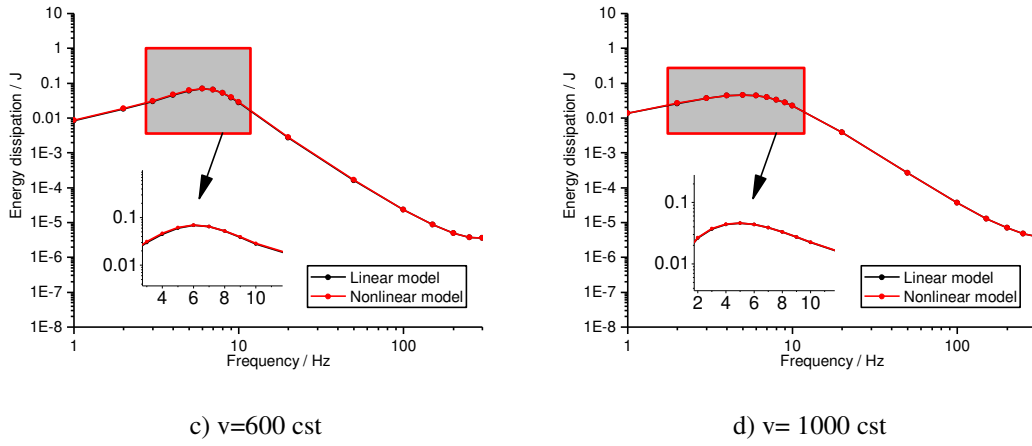 10
1
0.1
0.01
1E-3
1E-4
1E-5
1E-6
1E-7
1E-8
Energy dissipation / J
0.1
0.01
4 6 8 10
Linear model
Nonlinear model
1 10 100
Frequency / Hz
c) v=600 cst
10
1
0.1
0.01
1E-3
1E-4
1E-5
1E-6
1E-7
1E-8
Energy dissipation / J
0.1
0.01
2 4 6 8 10
Linear model
Nonlinear model
1 10 100
Frequency / Hz
d) v= 1000 cst